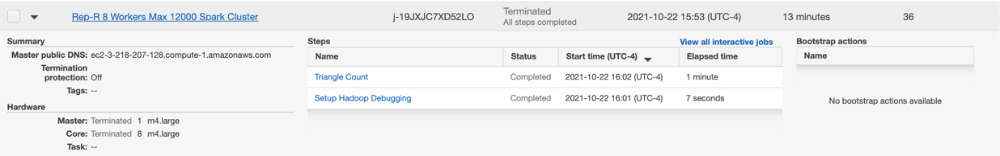 Rep-R 8 Workers Max 12000 Spark Cluster j-19JXJC7XD52LO Terminated 2021-10-22 15:53 (UTC-4) 13 minutes 36
All steps completed
Summary
Master public DNS: ec2-3-218-207-128.compute-1.amazonaws.com
Termination
protection: Off
Tags: --
Hardware
Master: Terminated 1 m4.large
Core: Terminated 8 m4.large
Task: --
Steps View all interactive jobs
Name Status Start time (UTC-4) Elapsed time
Triangle Count Completed 2021-10-22 16:02 (UTC-4) 1 minute
Setup Hadoop Debugging Completed 2021-10-22 16:01 (UTC-4) 7 seconds
Bootstrap actions
Name
No bootstrap actions available